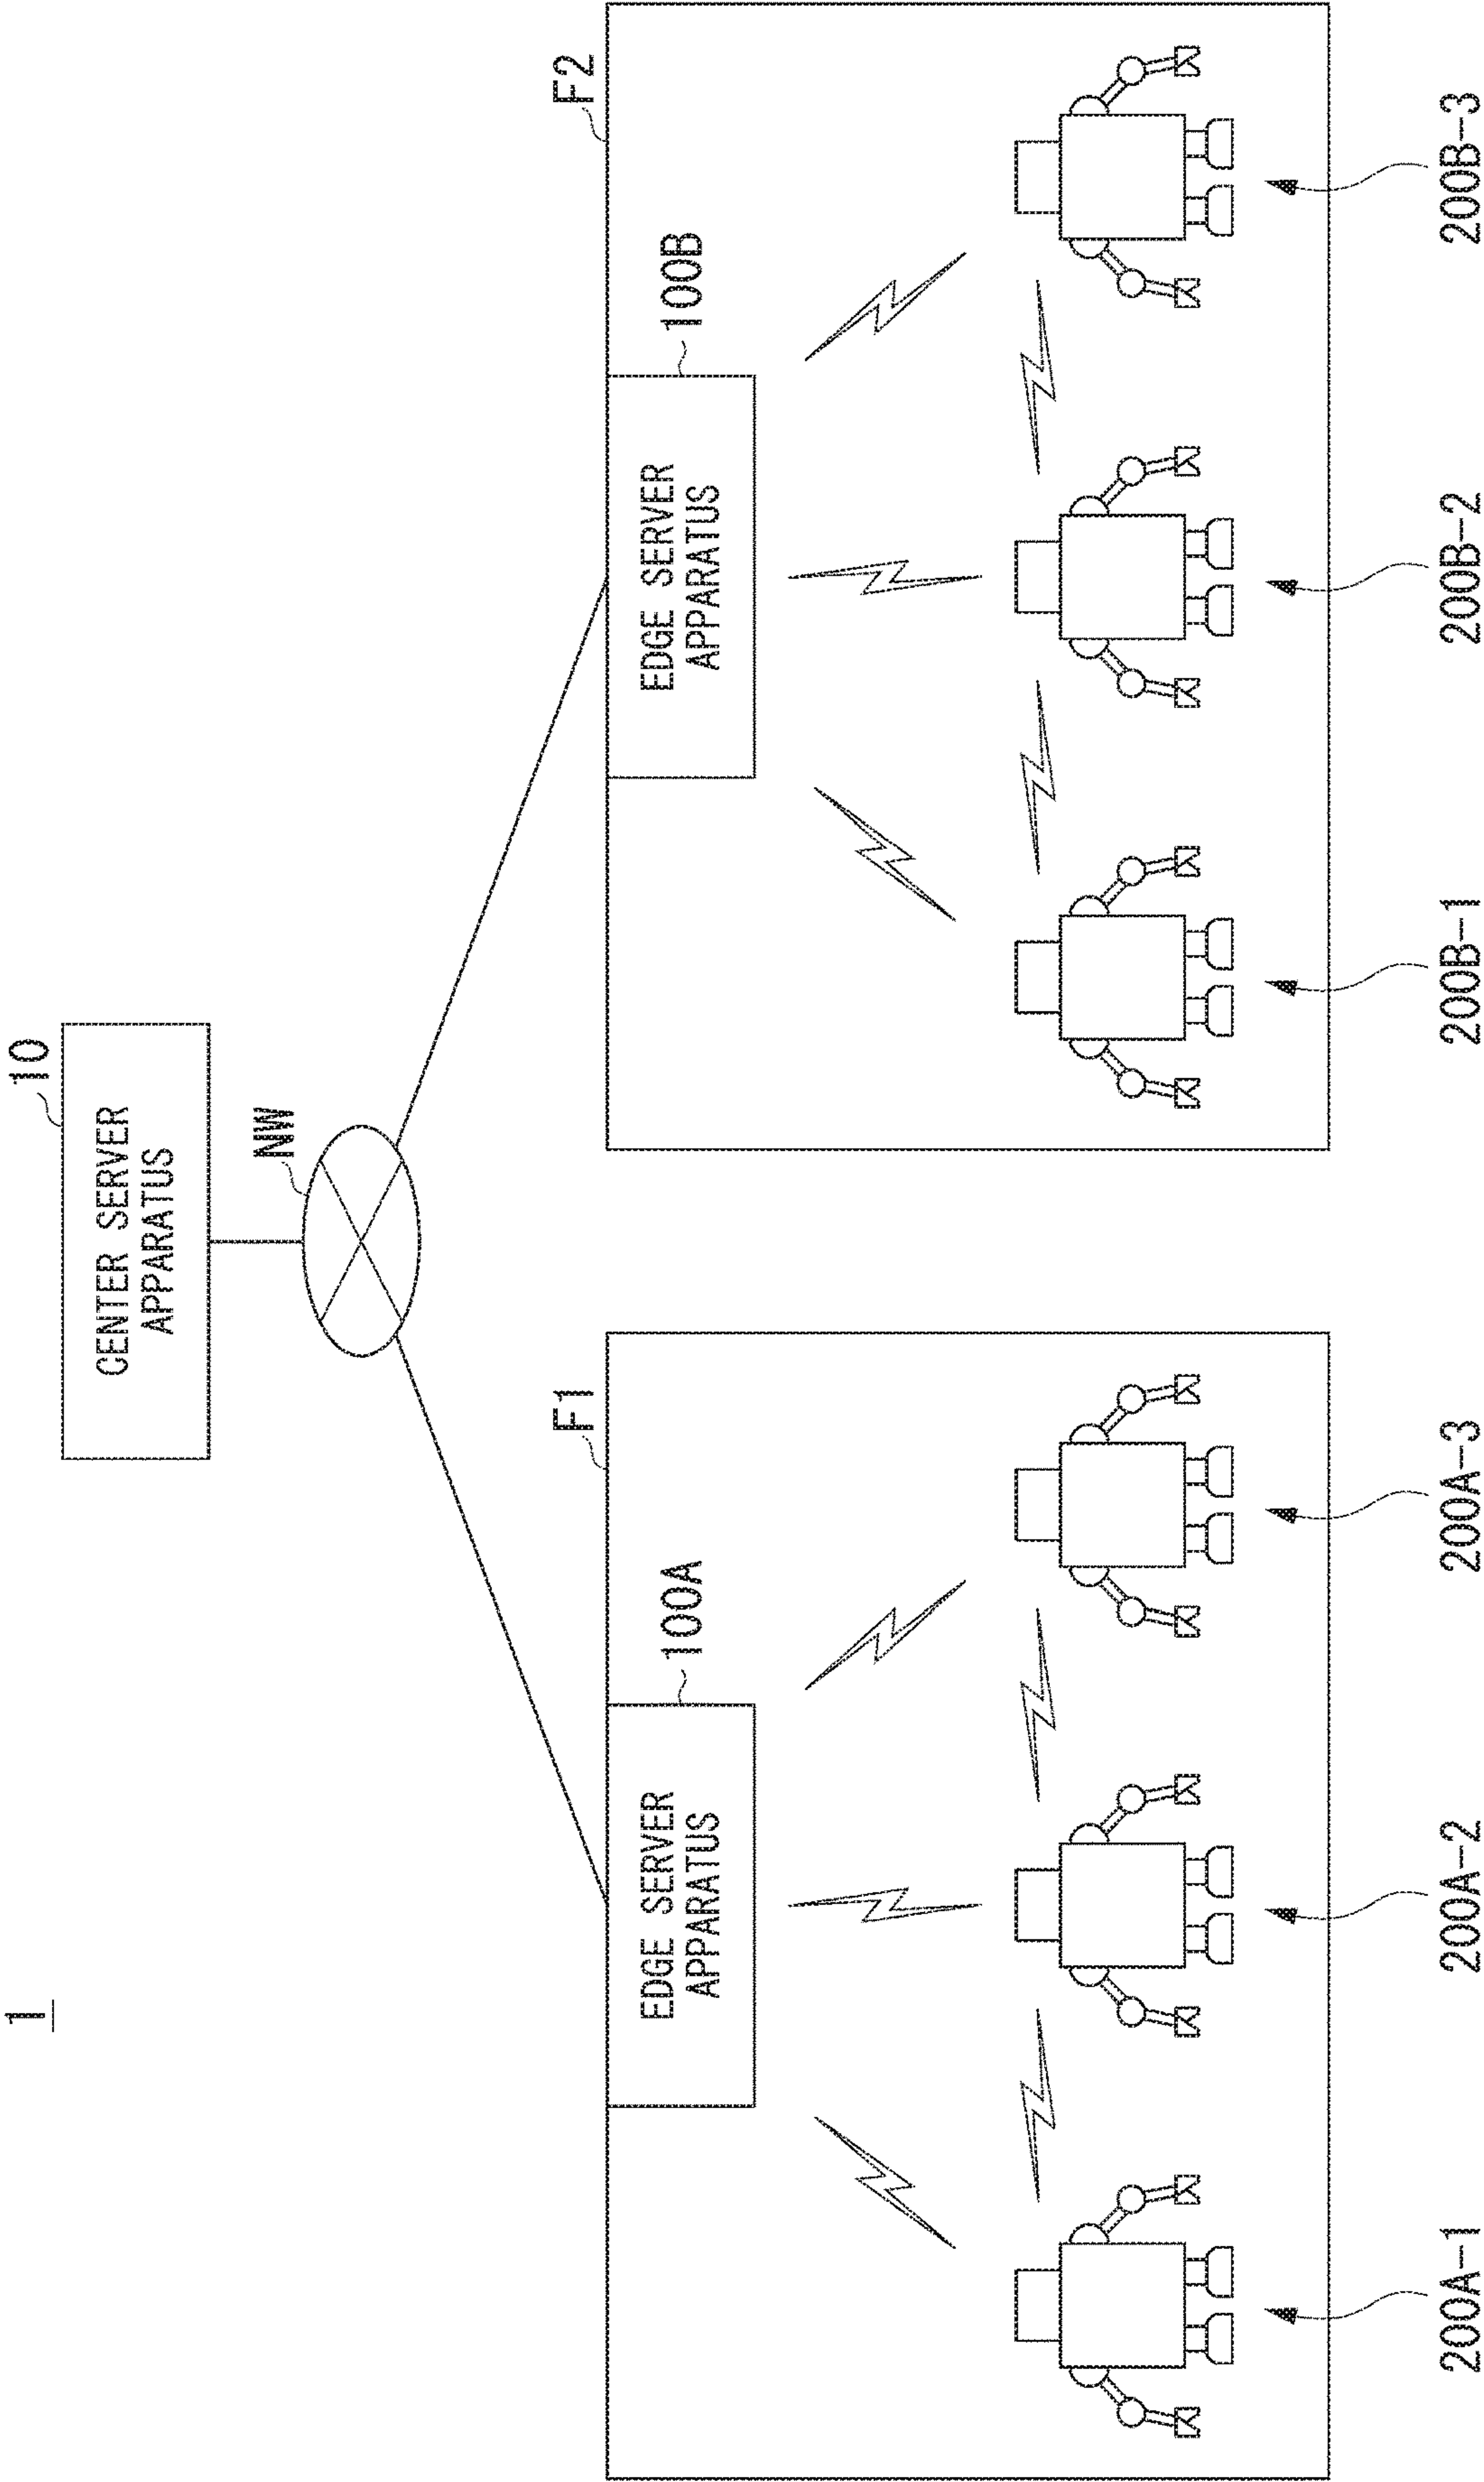 1
10
CENTER SERVER
APPARATUS
NW
F1
F2
100A
EDGE SERVER
APPARATUS
100B
EDGE SERVER
APPARATUS
200A-1
200A-2
200A-3
200B-1
200B-2
200B-3